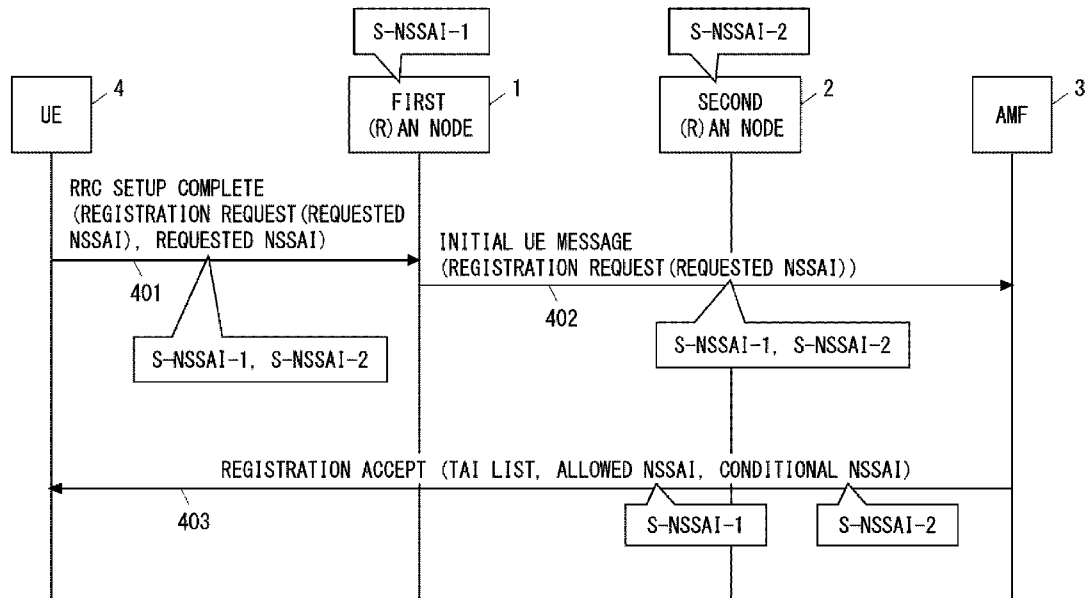 S-NSSAI-1
S-NSSAI-2
4
1
2
3
UE
FIRST
(R)AN NODE
SECOND
(R)AN NODE
AMF
RRC SETUP COMPLETE
(REGISTRATION REQUEST(REQUESTED
NSSAI), REQUESTED NSSAI)
401
INITIAL UE MESSAGE
(REGISTRATION REQUEST(REQUESTED NSSAI))
402
S-NSSAI-1, S-NSSAI-2
S-NSSAI-1, S-NSSAI-2
REGISTRATION ACCEPT (TAI LIST, ALLOWED NSSAI, CONDITIONAL NSSAI)
403
S-NSSAI-1
S-NSSAI-2